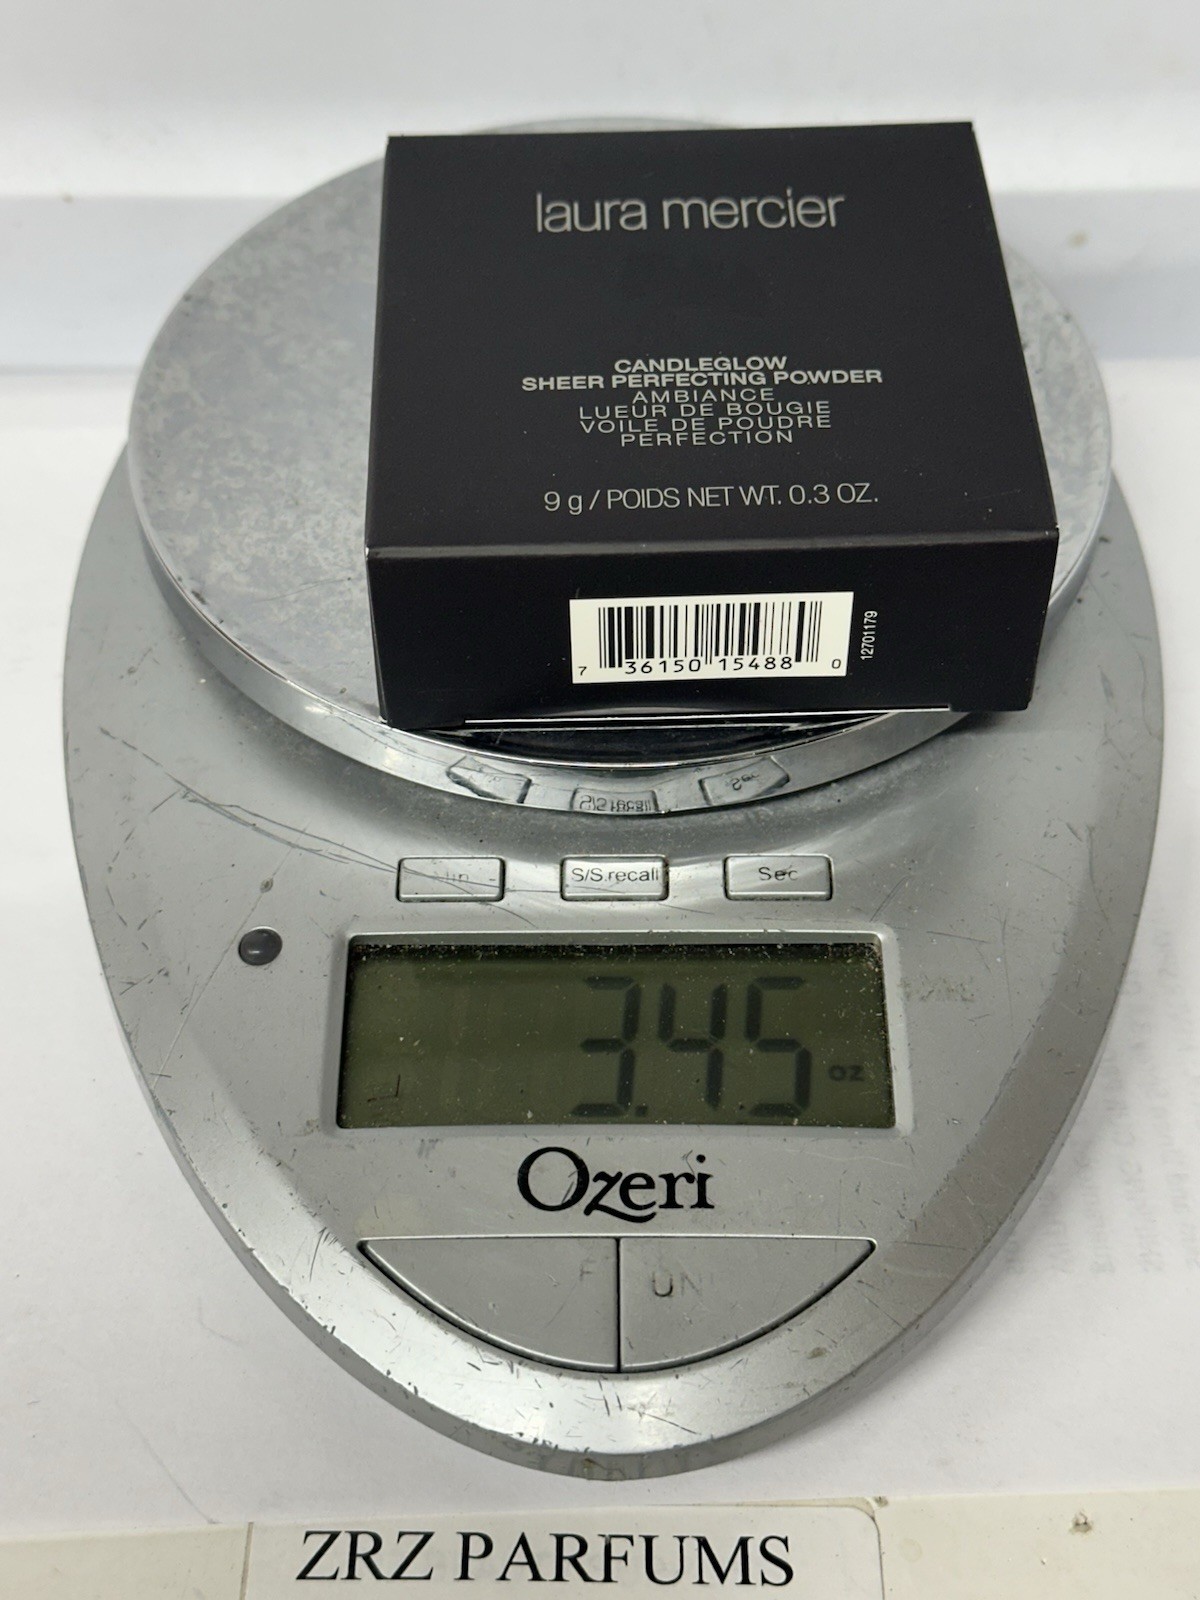 laura mercier
CANDLEGLOW
SHEER PERFECTING POWDER
AMBIANCE
LUEUR DE BOUGIE
VOILE DE POUDRE
PERFECTION
9 g / POIDS NET WT. 0.3 OZ.
7 36150 15488 0
12701179
S/S.recall
Sec
3.45 oz
Ozeri
ZRZ PARFUMS